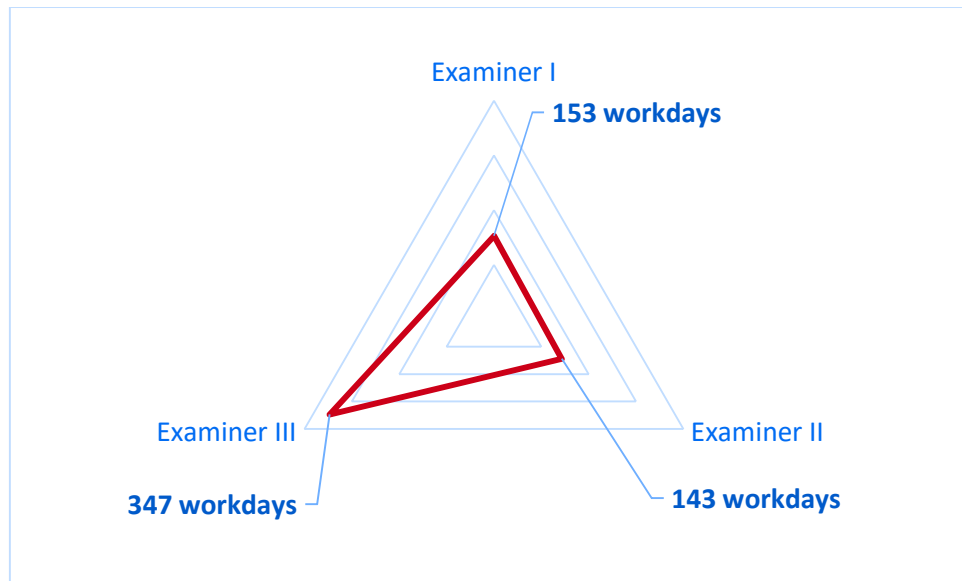 Examiner I
153 workdays
Examiner III
Examiner II
347 workdays
143 workdays